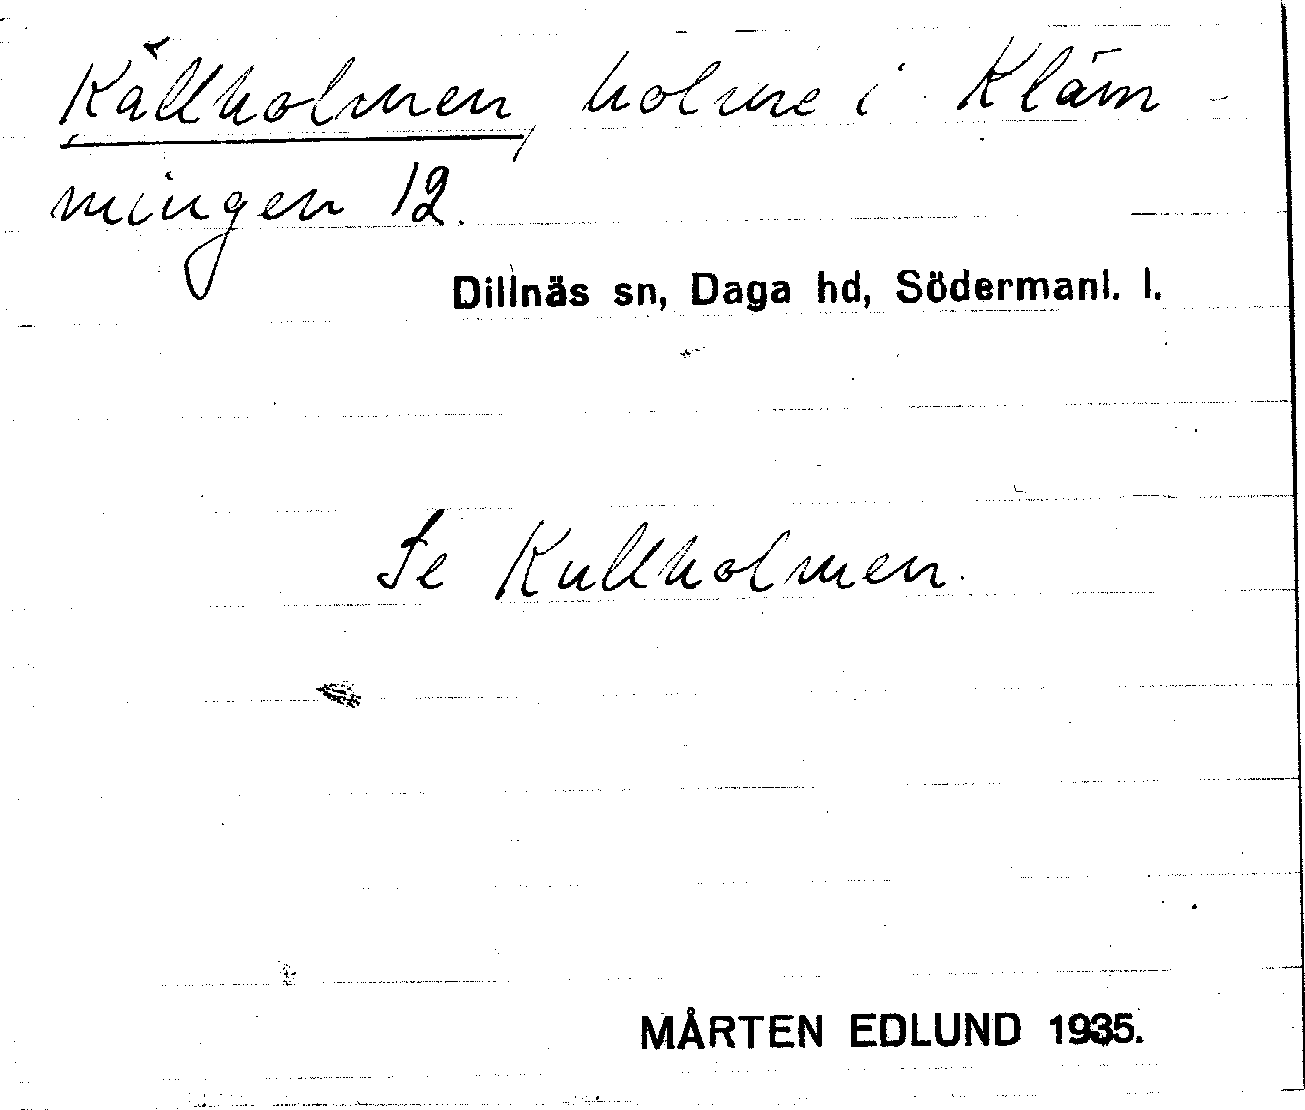 Källholmen, holme i Kläm-
mingen 12.
Dillnäs sn, Daga hd, Södermanl. l.
Se Kullholmen.
MÅRTEN EDLUND 1935.